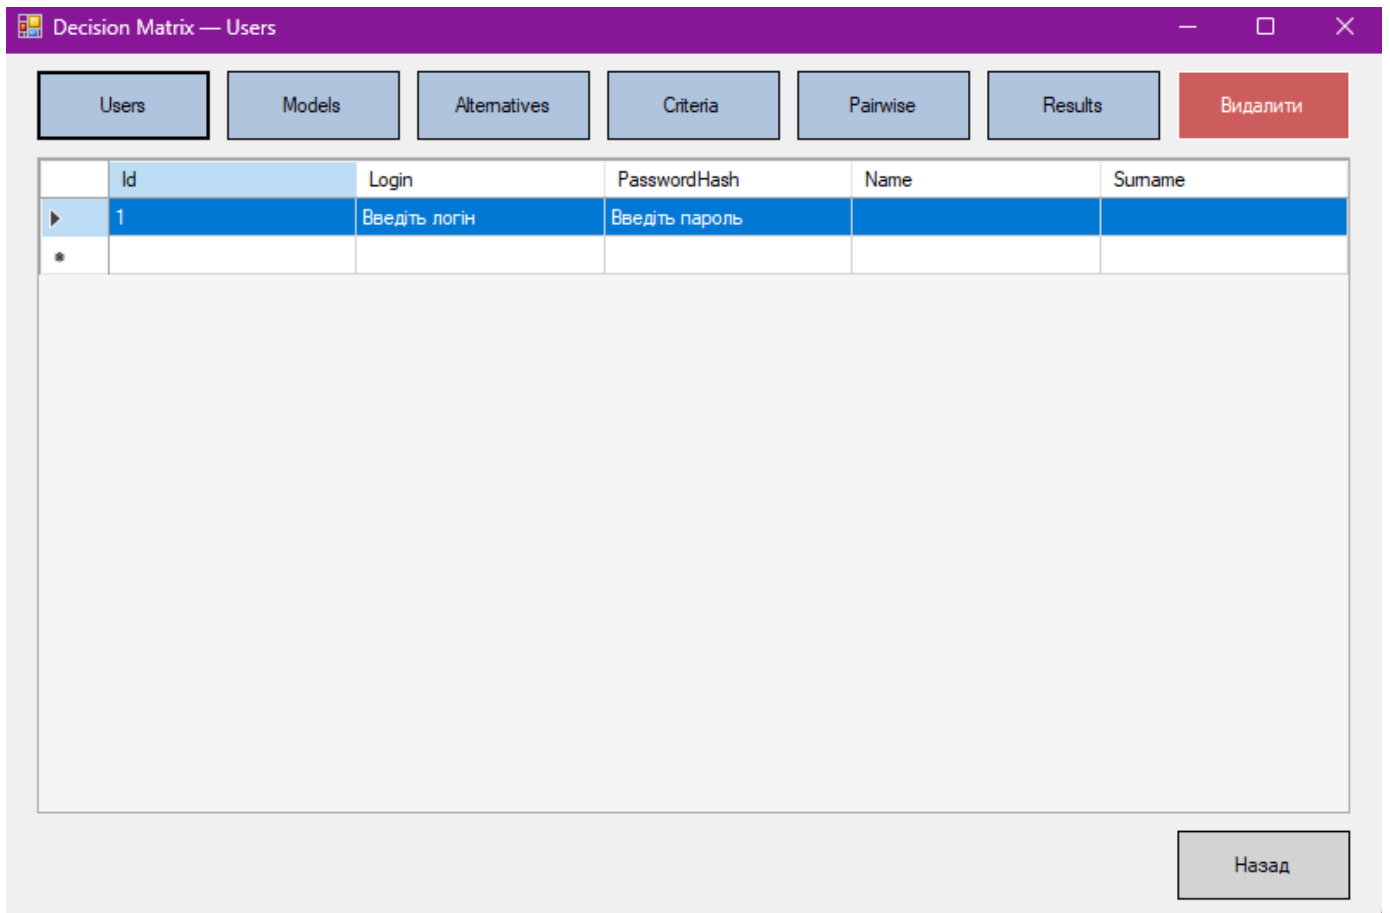 Decision Matrix — Users
Users Models Alternatives Criteria Pairwise Results Видалити
Id Login PasswordHash Name Surname
1 Введіть логін Введіть пароль
Назад